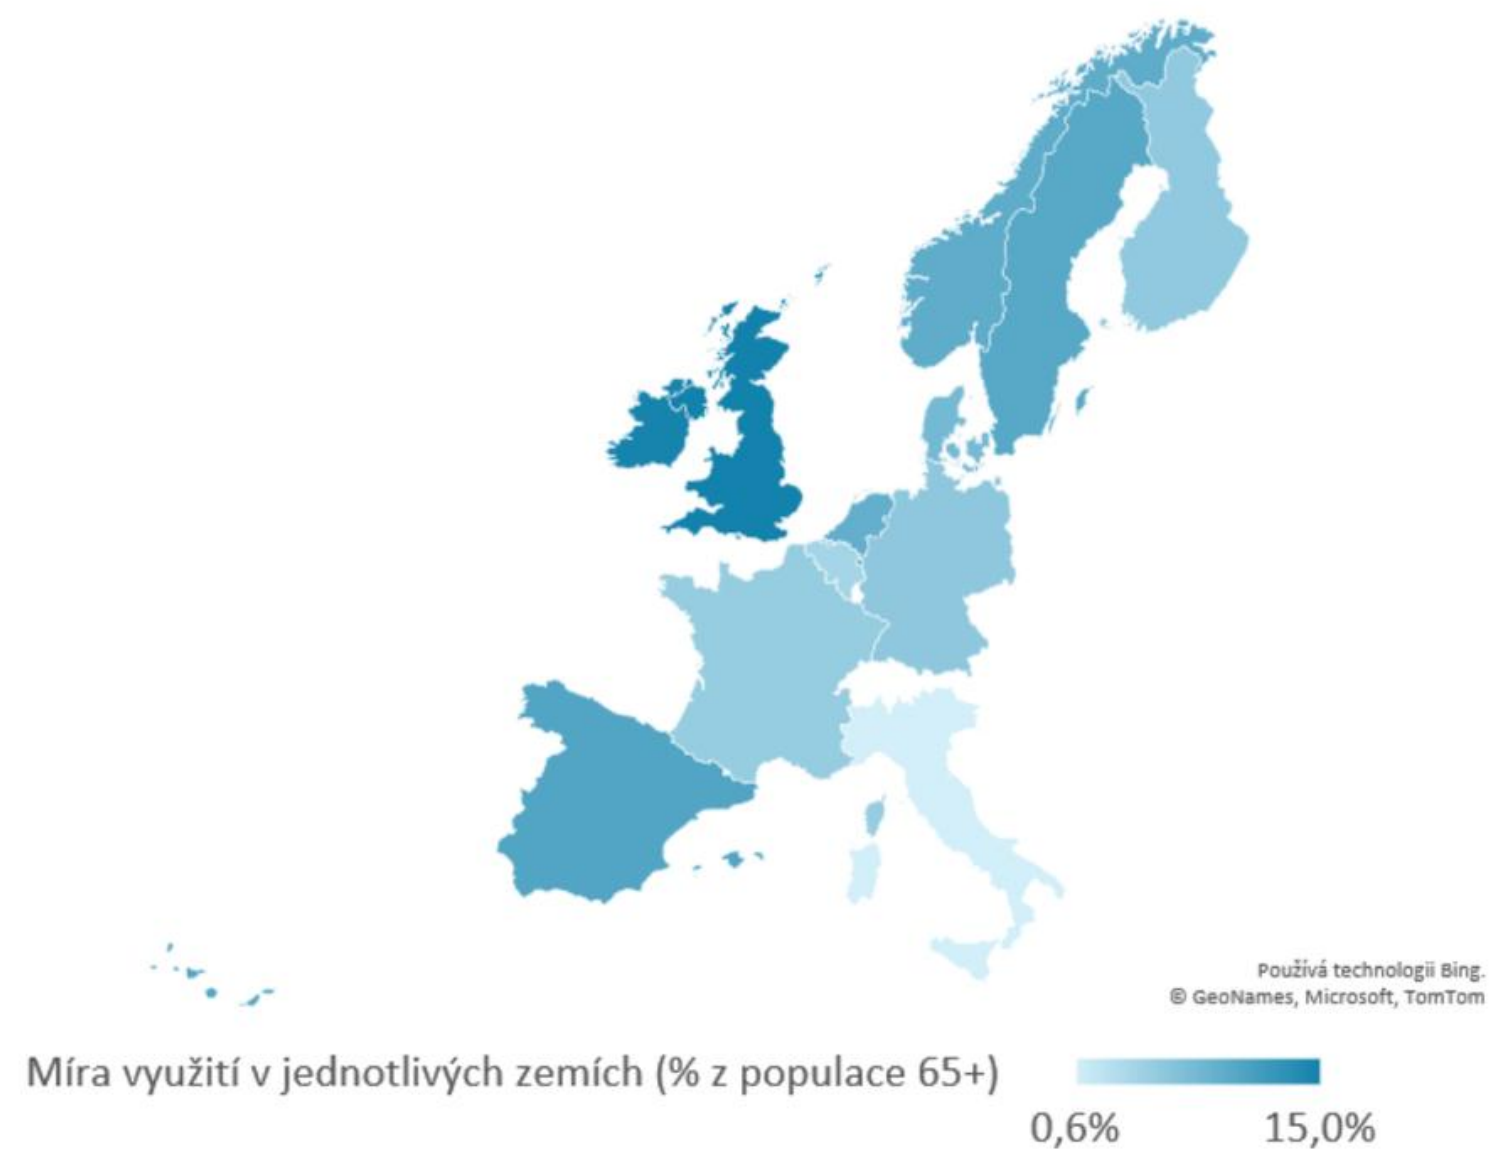 Používá technologii Bing.
© GeoNames, Microsoft, TomTom
Míra využití v jednotlivých zemích (% z populace 65+)
0,6% 15,0%